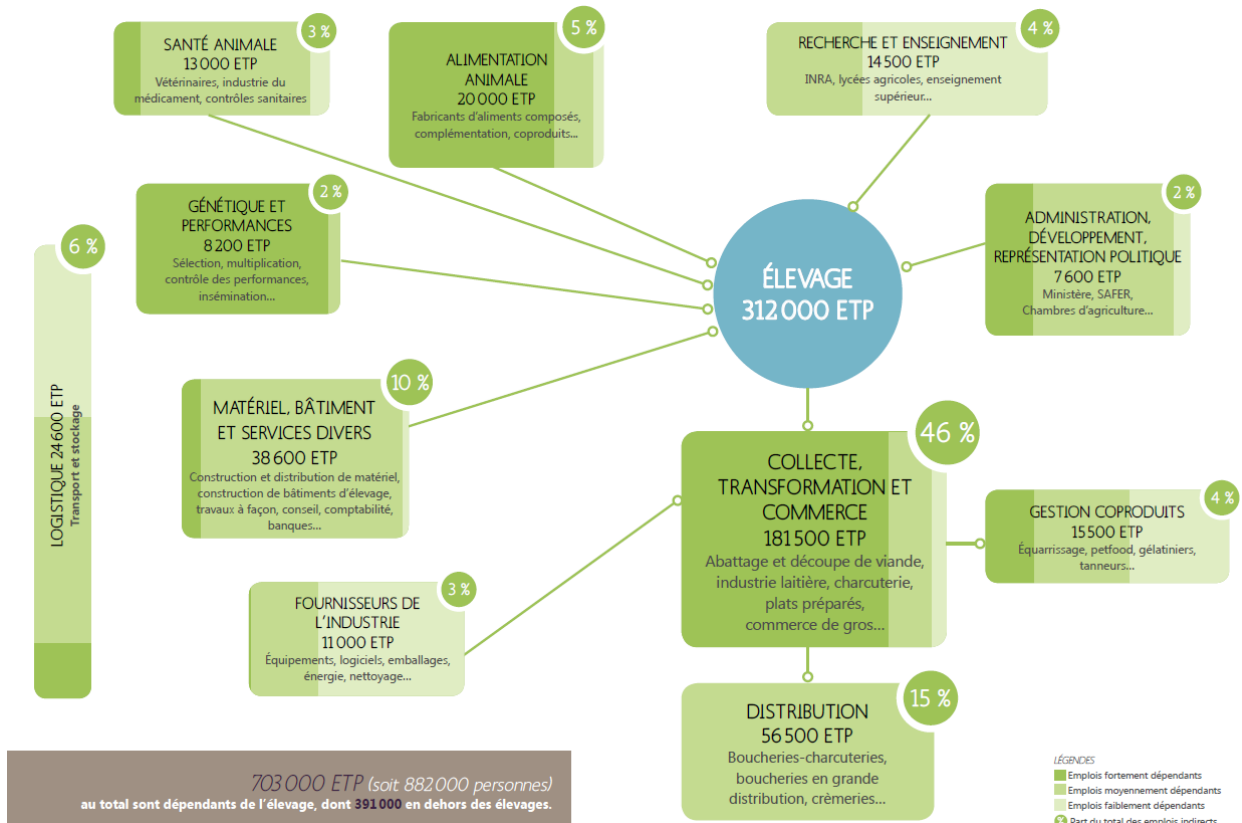 3 %
SANTÉ ANIMALE
13 000 ETP
Vétérinaires, industrie du
médicament, contrôles sanitaires
5 %
ALIMENTATION
ANIMALE
20 000 ETP
Fabricants d'aliments composés,
complémentation, coproduits...
4 %
RECHERCHE ET ENSEIGNEMENT
14 500 ETP
INRA, lycées agricoles, enseignement
supérieur...
2 %
GÉNÉTIQUE ET
PERFORMANCES
8 200 ETP
Sélection, multiplication,
contrôle des performances,
insémination...
2 %
ADMINISTRATION,
DÉVELOPPEMENT,
REPRÉSENTATION POLITIQUE
7 600 ETP
Ministère, SAFER,
Chambres d'agriculture...
6 %
LOGISTIQUE 24 600 ETP
Transport et stockage
ÉLEVAGE
312 000 ETP
10 %
MATÉRIEL, BÂTIMENT
ET SERVICES DIVERS
38 600 ETP
Construction et distribution de matériel,
construction de bâtiments d'élevage,
travaux à façon, conseil, comptabilité,
banques...
46 %
COLLECTE,
TRANSFORMATION ET
COMMERCE
181 500 ETP
Abattage et découpe de viande,
industrie laitière, charcuterie,
plats préparés,
commerce de gros...
4 %
GESTION COPRODUITS
15 500 ETP
Équarrissage, petfood, gélatiniers,
tanneurs...
3 %
FOURNISSEURS DE
L'INDUSTRIE
11 000 ETP
Équipements, logiciels, emballages,
énergie, nettoyage...
15 %
DISTRIBUTION
56 500 ETP
Boucheries-charcuteries,
boucheries en grande
distribution, crèmeries...
703 000 ETP (soit 882 000 personnes)
au total sont dépendants de l'élevage, dont 391 000 en dehors des élevages.
LÉGENDES
Emplois fortement dépendants
Emplois moyennement dépendants
Emplois faiblement dépendants
% Part du total des emplois indirects